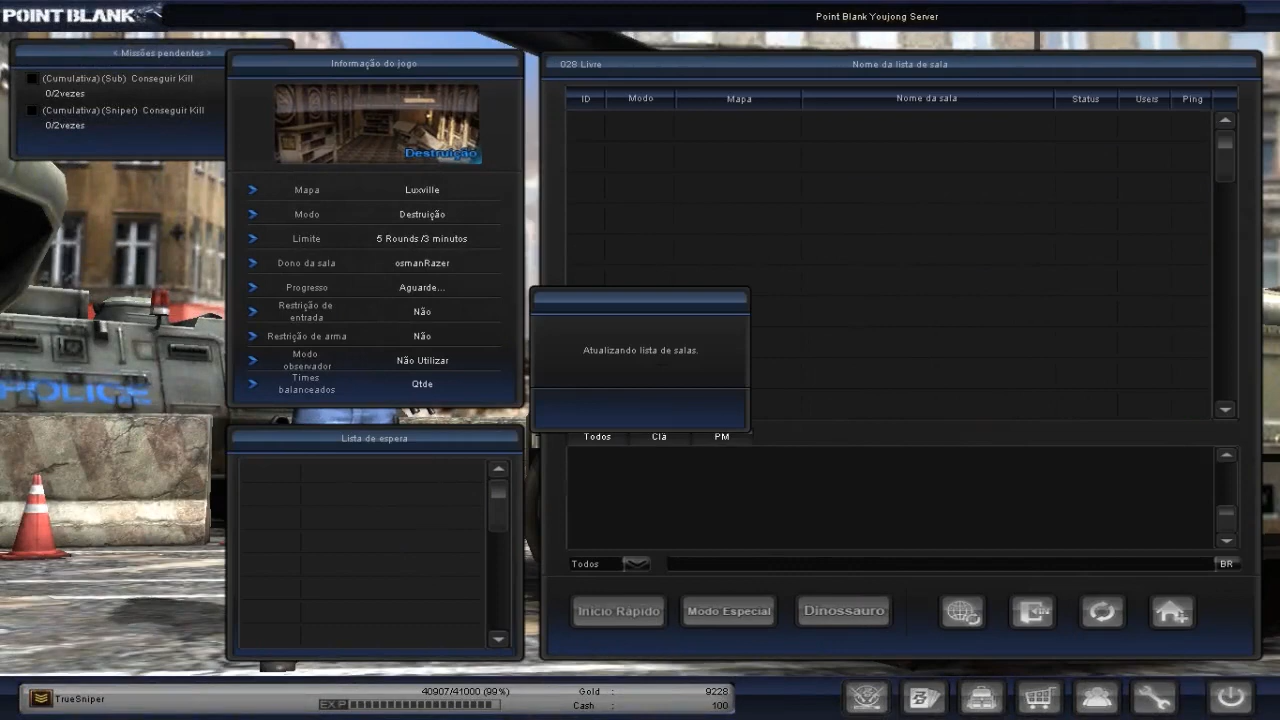 POINT BLANK
Point Blank Youjong Server
< Missões pendentes >
(Cumulativa)(Sub) Conseguir Kill
0/2vezes
(Cumulativa)(Sniper) Conseguir Kill
0/2vezes
Informação do jogo
Destruição
Mapa Luxville
Modo Destruição
Limite 5 Rounds /3 minutos
Dono da sala osmanRazer
Progresso Aguarde...
Restrição de
entrada Não
Restrição de arma Não
Modo
observador Não Utilizar
Times
balanceados Qtde
Lista de espera
028 Livre Nome da lista de sala
ID Modo Mapa Nome da sala Status Users Ping
Atualizando lista de salas.
Todos Clã PM
Todos BR
Início Rápido Modo Especial Dinossauro
POLICE
TrueSniper
40907/41000 (99%)
EXP
Gold : 9228
Cash : 100